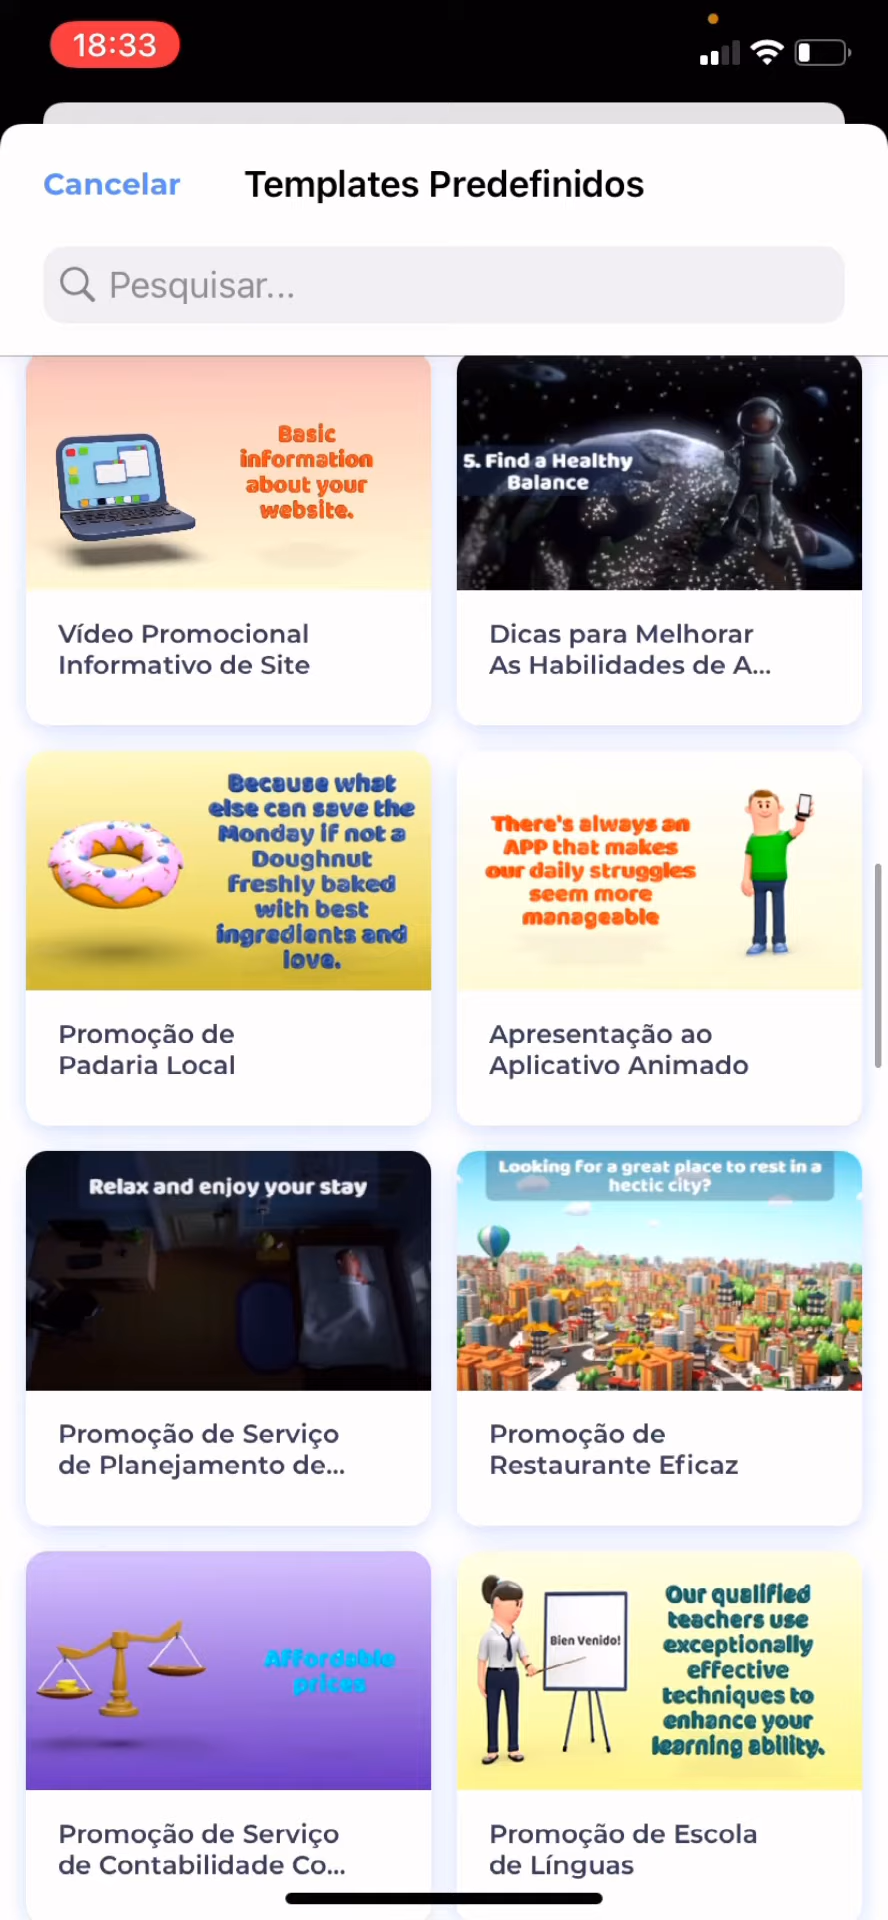 18:33
Cancelar
Templates Predefinidos
Pesquisar...
Basic
information
about your
website.
5. Find a Healthy
Balance
Vídeo Promocional
Informativo de Site
Dicas para Melhorar
As Habilidades de A...
Because what
else can save the
Monday if not a
Doughnut
freshly baked
with best
ingredients and
love.
There's always an
APP that makes
our daily struggles
seem more
manageable
Promoção de
Padaria Local
Apresentação ao
Aplicativo Animado
Relax and enjoy your stay
Looking for a great place to rest in a
hectic city?
Promoção de Serviço
de Planejamento de...
Promoção de
Restaurante Eficaz
Affordable
prices
Bien Venido!
Our qualified
teachers use
exceptionally
effective
techniques to
enhance your
learning ability.
Promoção de Serviço
de Contabilidade Co...
Promoção de Escola
de Línguas